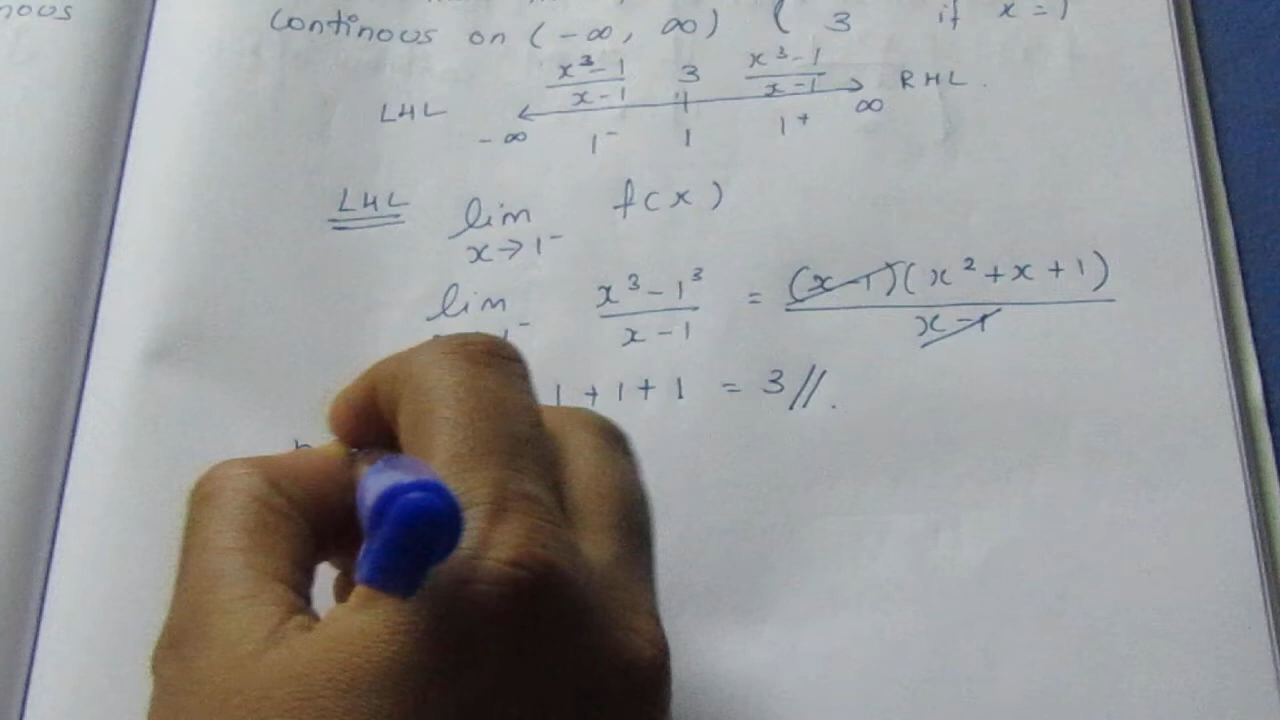 nous
continous on (-∞, ∞) ( 3 if x = 1
x³-1/x-1 3 x³-1/x-1
LHL RHL.
-∞ 1⁻ 1 1⁺ ∞
LHL lim x→1⁻ f(x)
lim x³-1³/x-1 = (x-1)(x²+x+1)/x-1
1+1+1 = 3//.